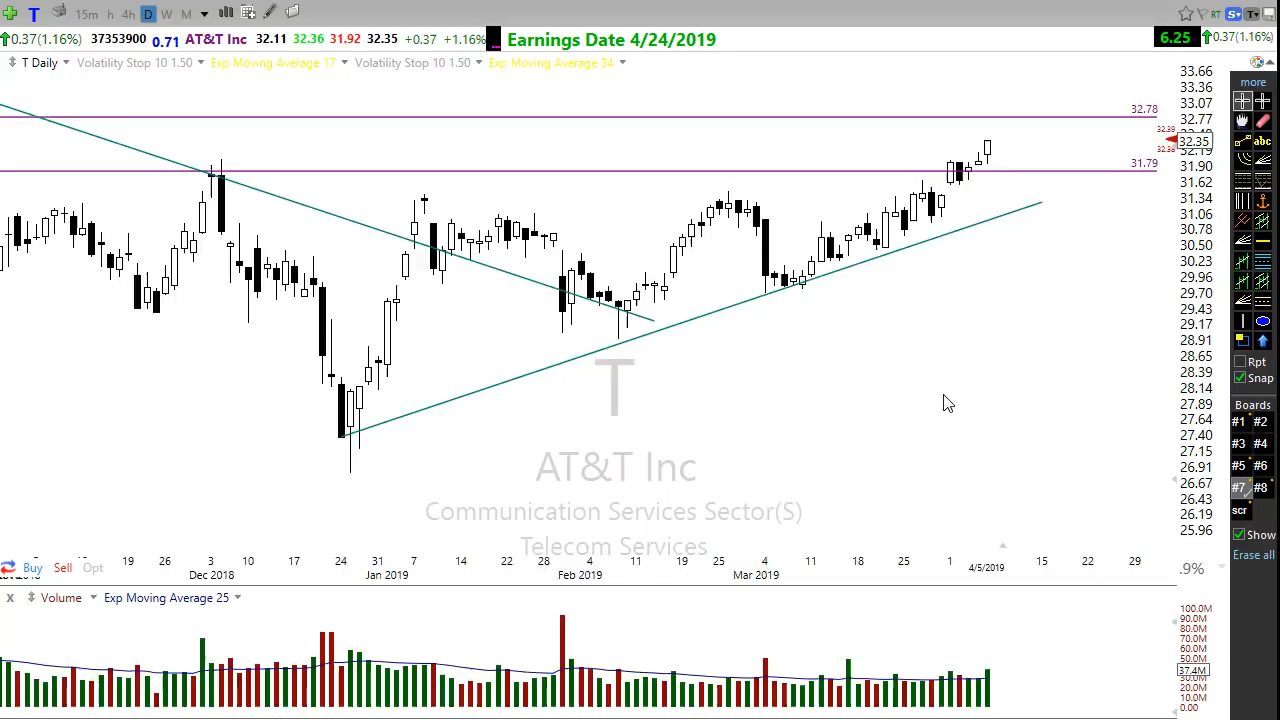 T 15m h 4h D W M RT S T
0.37(1.16%) 37353900 0.71 AT&T Inc 32.11 32.36 31.92 32.35 +0.37 +1.16% Earnings Date 4/24/2019 6.25 0.37(1.16%)
T Daily Volatility Stop 10 1.50 Exp Moving Average 17 Volatility Stop 10 1.50 Exp Moving Average 34
33.66
more
33.36
33.07
32.78
32.77
32.39
32.35
abc
32.38
32.19
31.90
31.79
31.62
31.34
31.06
30.78
30.50
30.23
29.96
29.70
29.43
29.17
28.91
28.65
Rpt
28.39
Snap
28.14
27.89
Boards
27.64
#1 #2
27.40
#3 #4
27.15
26.91
#5 #6
26.67
#7 #8
26.43
26.19
scr
25.96
Show
Erase all
T
AT&T Inc
Communication Services Sector(S)
Telecom Services
19 26 3 10 17 24 31 7 14 22 28 4 11 19 25 4 11 18 25 1 4/5/2019 15 22 29
Buy Sell Opt .9%
Dec 2018 Jan 2019 Feb 2019 Mar 2019
x Volume Exp Moving Average 25
100.0M
90.0M
80.0M
70.0M
60.0M
50.0M
37.4M
30.0M
20.0M
10.0M
0.00